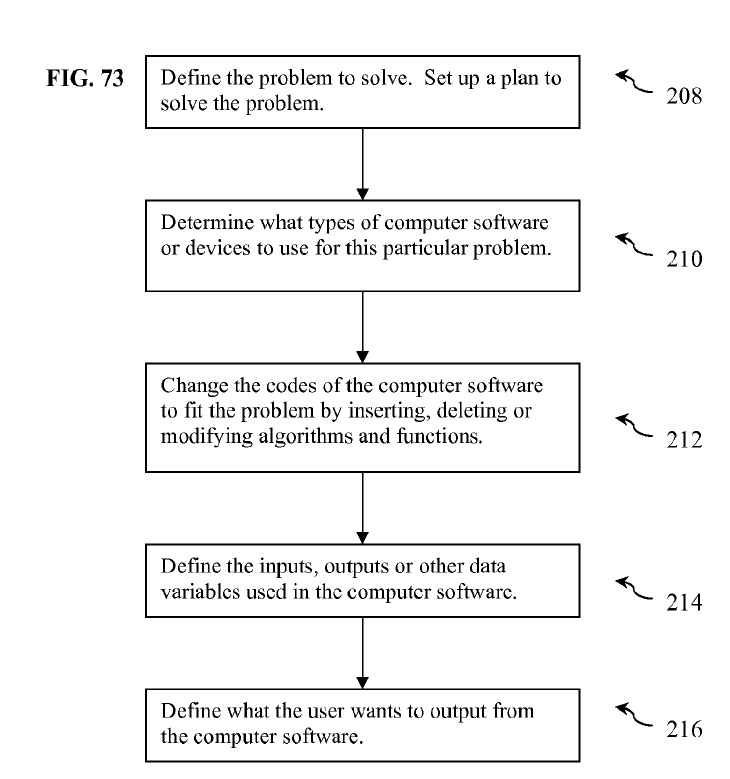 FIG. 73
Define the problem to solve. Set up a plan to
solve the problem.
208
Determine what types of computer software
or devices to use for this particular problem.
210
Change the codes of the computer software
to fit the problem by inserting, deleting or
modifying algorithms and functions.
212
Define the inputs, outputs or other data
variables used in the computer software.
214
Define what the user wants to output from
the computer software.
216